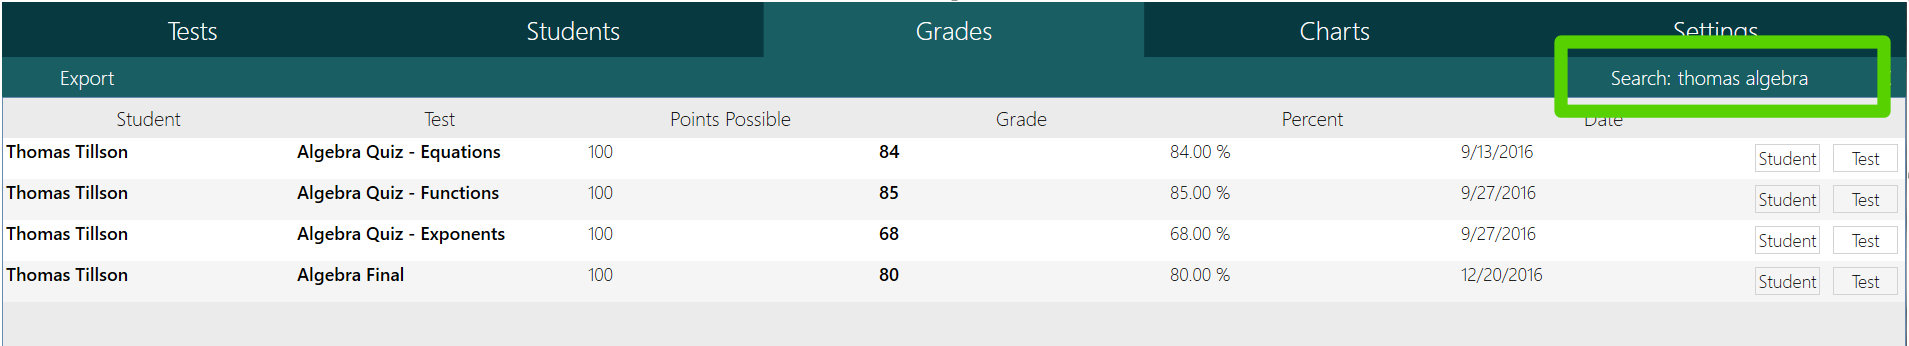 Tests Students Grades Charts Settings
Export Search: thomas algebra
Student Test Points Possible Grade Percent Date
Thomas Tillson Algebra Quiz - Equations 100 84 84.00 % 9/13/2016 Student Test
Thomas Tillson Algebra Quiz - Functions 100 85 85.00 % 9/27/2016 Student Test
Thomas Tillson Algebra Quiz - Exponents 100 68 68.00 % 9/27/2016 Student Test
Thomas Tillson Algebra Final 100 80 80.00 % 12/20/2016 Student Test